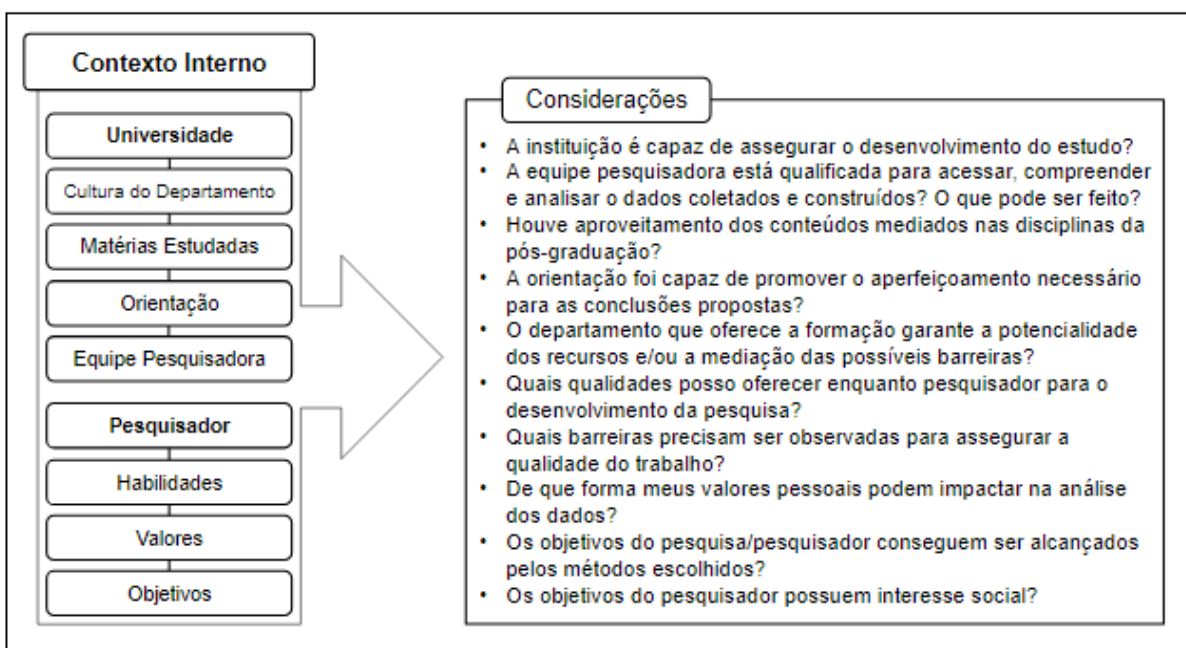 Contexto Interno
Universidade
Cultura do Departamento
Matérias Estudadas
Orientação
Equipe Pesquisadora
Pesquisador
Habilidades
Valores
Objetivos
Considerações
• A instituição é capaz de assegurar o desenvolvimento do estudo?
• A equipe pesquisadora está qualificada para acessar, compreender
e analisar o dados coletados e construídos? O que pode ser feito?
• Houve aproveitamento dos conteúdos mediados nas disciplinas da
pós-graduação?
• A orientação foi capaz de promover o aperfeiçoamento necessário
para as conclusões propostas?
• O departamento que oferece a formação garante a potencialidade
dos recursos e/ou a mediação das possíveis barreiras?
• Quais qualidades posso oferecer enquanto pesquisador para o
desenvolvimento da pesquisa?
• Quais barreiras precisam ser observadas para assegurar a
qualidade do trabalho?
• De que forma meus valores pessoais podem impactar na análise
dos dados?
• Os objetivos do pesquisa/pesquisador conseguem ser alcançados
pelos métodos escolhidos?
• Os objetivos do pesquisador possuem interesse social?